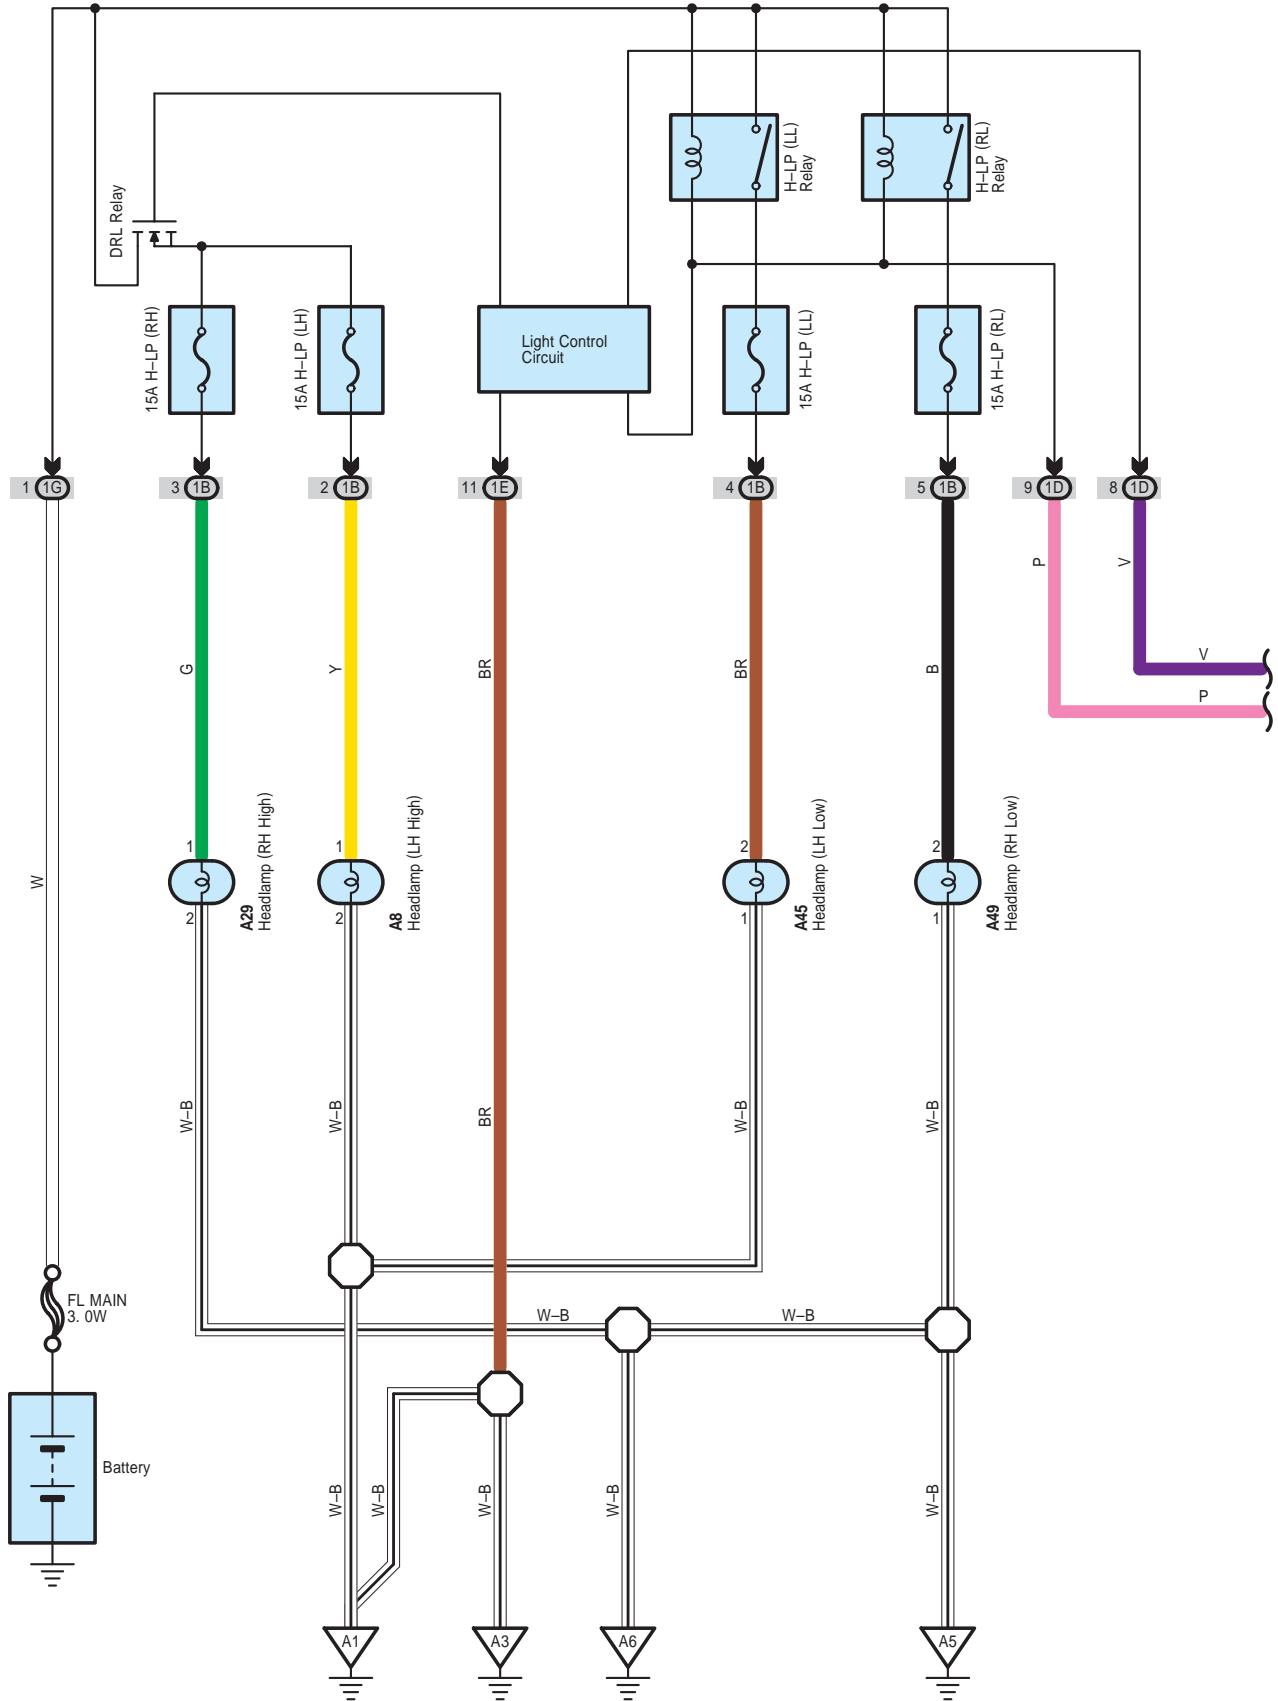 DRL Relay
H–LP (LL)
Relay
H–LP (RL)
Relay
15A H–LP (RH)
15A H–LP (LH)
Light Control
Circuit
15A H–LP (LL)
15A H–LP (RL)
1 1G
3 1B
2 1B
11 1E
4 1B
5 1B
9 1D
8 1D
P
V
W
G
Y
BR
BR
B
V
P
1
1
2
2
A29
Headlamp (RH High)
A8
Headlamp (LH High)
A45
Headlamp (LH Low)
A49
Headlamp (RH Low)
2
2
1
1
W–B
W–B
BR
W–B
W–B
FL MAIN
3. 0W
W–B
W–B
Battery
W–B
W–B
W–B
W–B
W–B
A1
A3
A6
A5